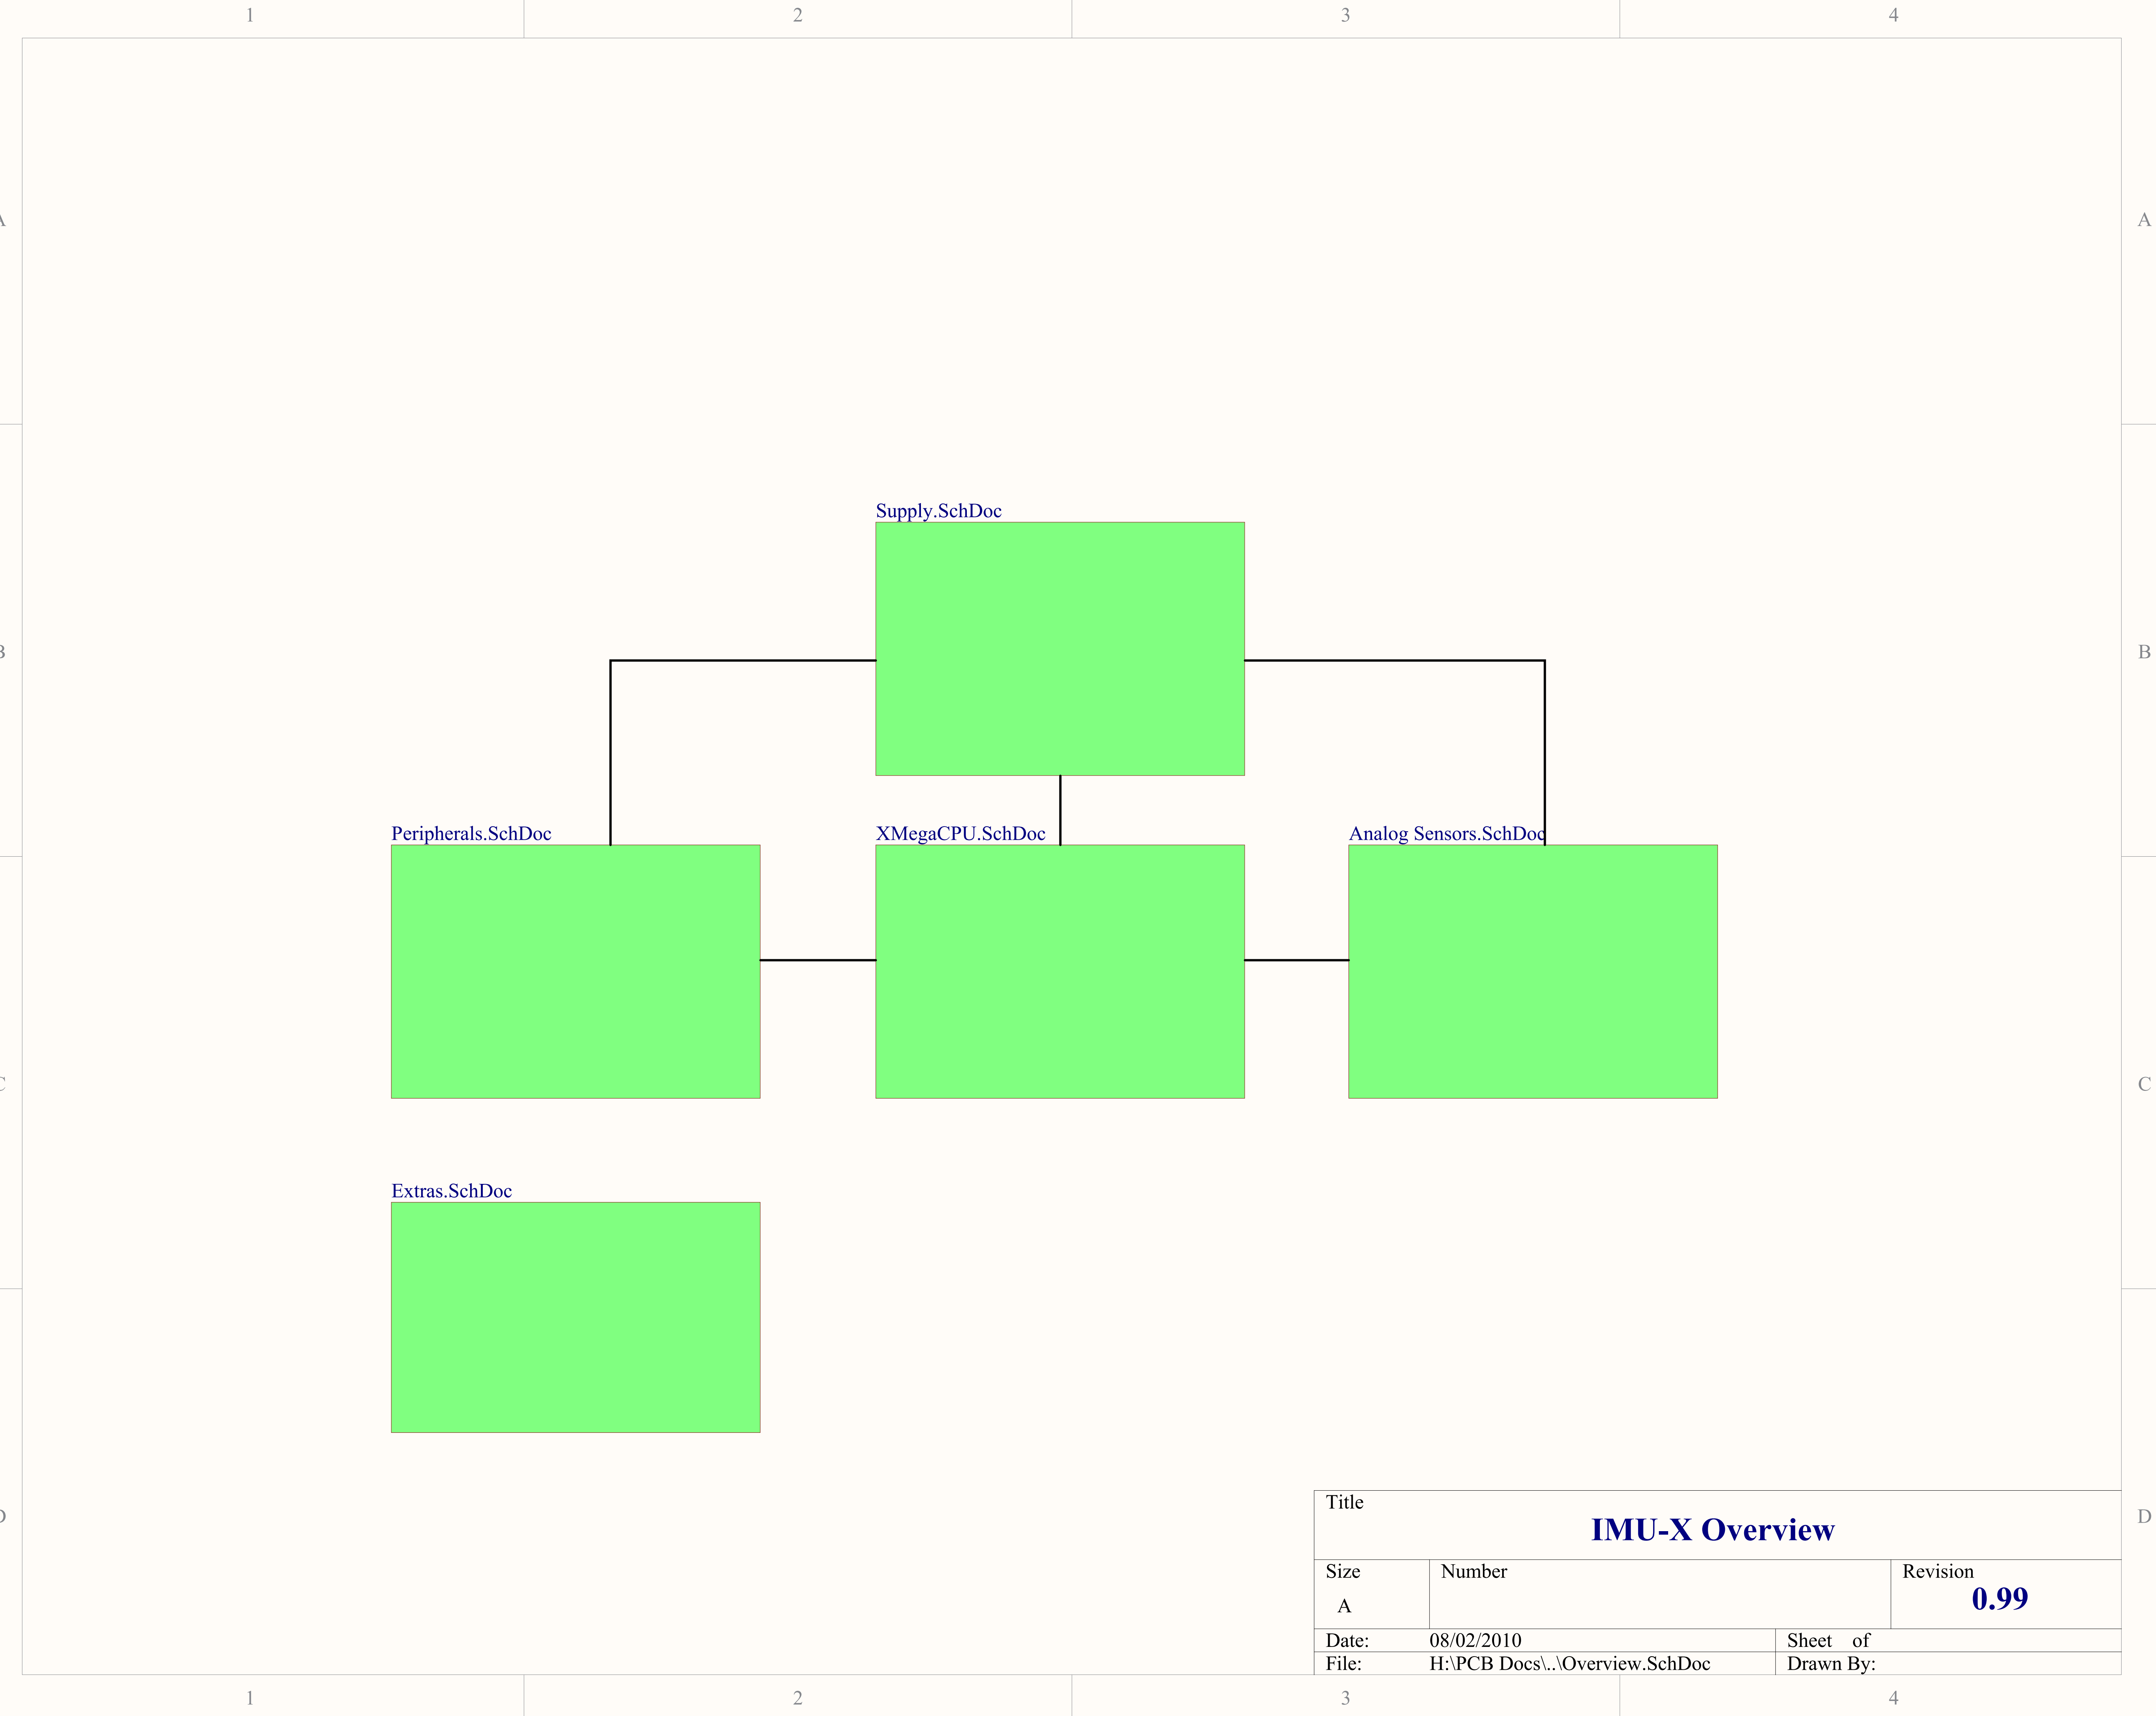 1 2 3 4
A A
Supply.SchDoc
B B
Peripherals.SchDoc XMegaCPU.SchDoc Analog Sensors.SchDoc
C C
Extras.SchDoc
Title
IMU-X Overview
Size Number Revision
A 0.99
D D
Date: 08/02/2010 Sheet of
File: H:\PCB Docs\..\Overview.SchDoc Drawn By:
1 2 3 4